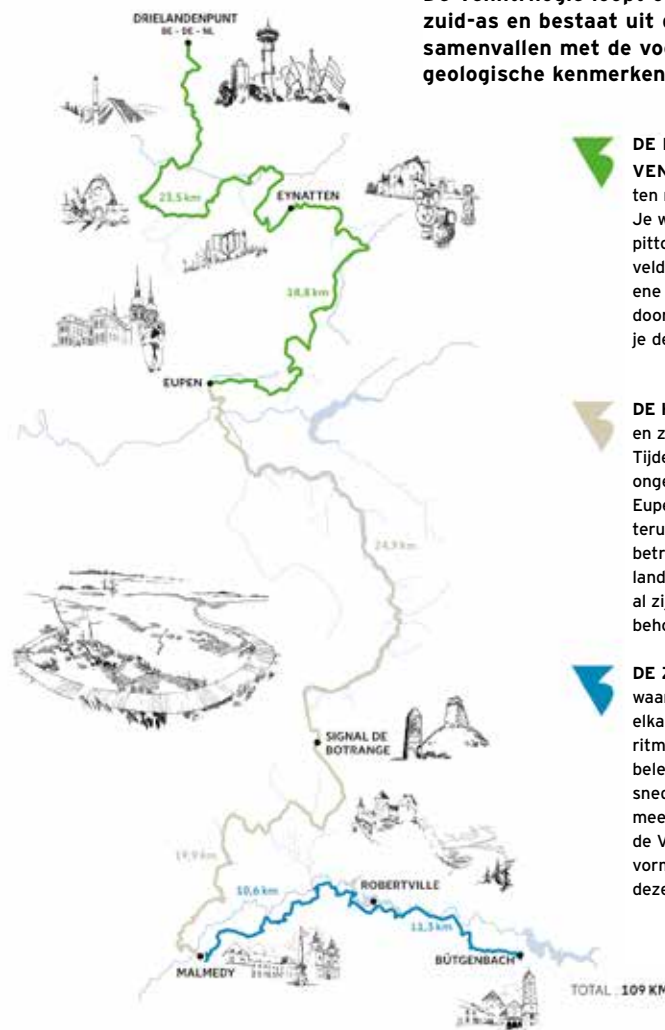 zuid-as en bestaat uit
samenvallen met de voo
geologische kenmerken
DRIELANDENPUNT
BE - DE - NL
23,5 km
EYNATTEN
18,8 km
EUPEN
24,9 km
SIGNAL DE
BOTRANGE
19,9 km
10,6 km
ROBERTVILLE
11,3 km
MALMEDY
BÜTGENBACH
TOTAL : 109 KM
DE
VEN
ten
Je w
pitto
veld
ene
door
je de
DE
en z
Tijde
onge
Eupe
teru
betr
land
al zij
beho
DE Z
waar
elka
ritm
bele
sned
mee
de V
vorm
deze